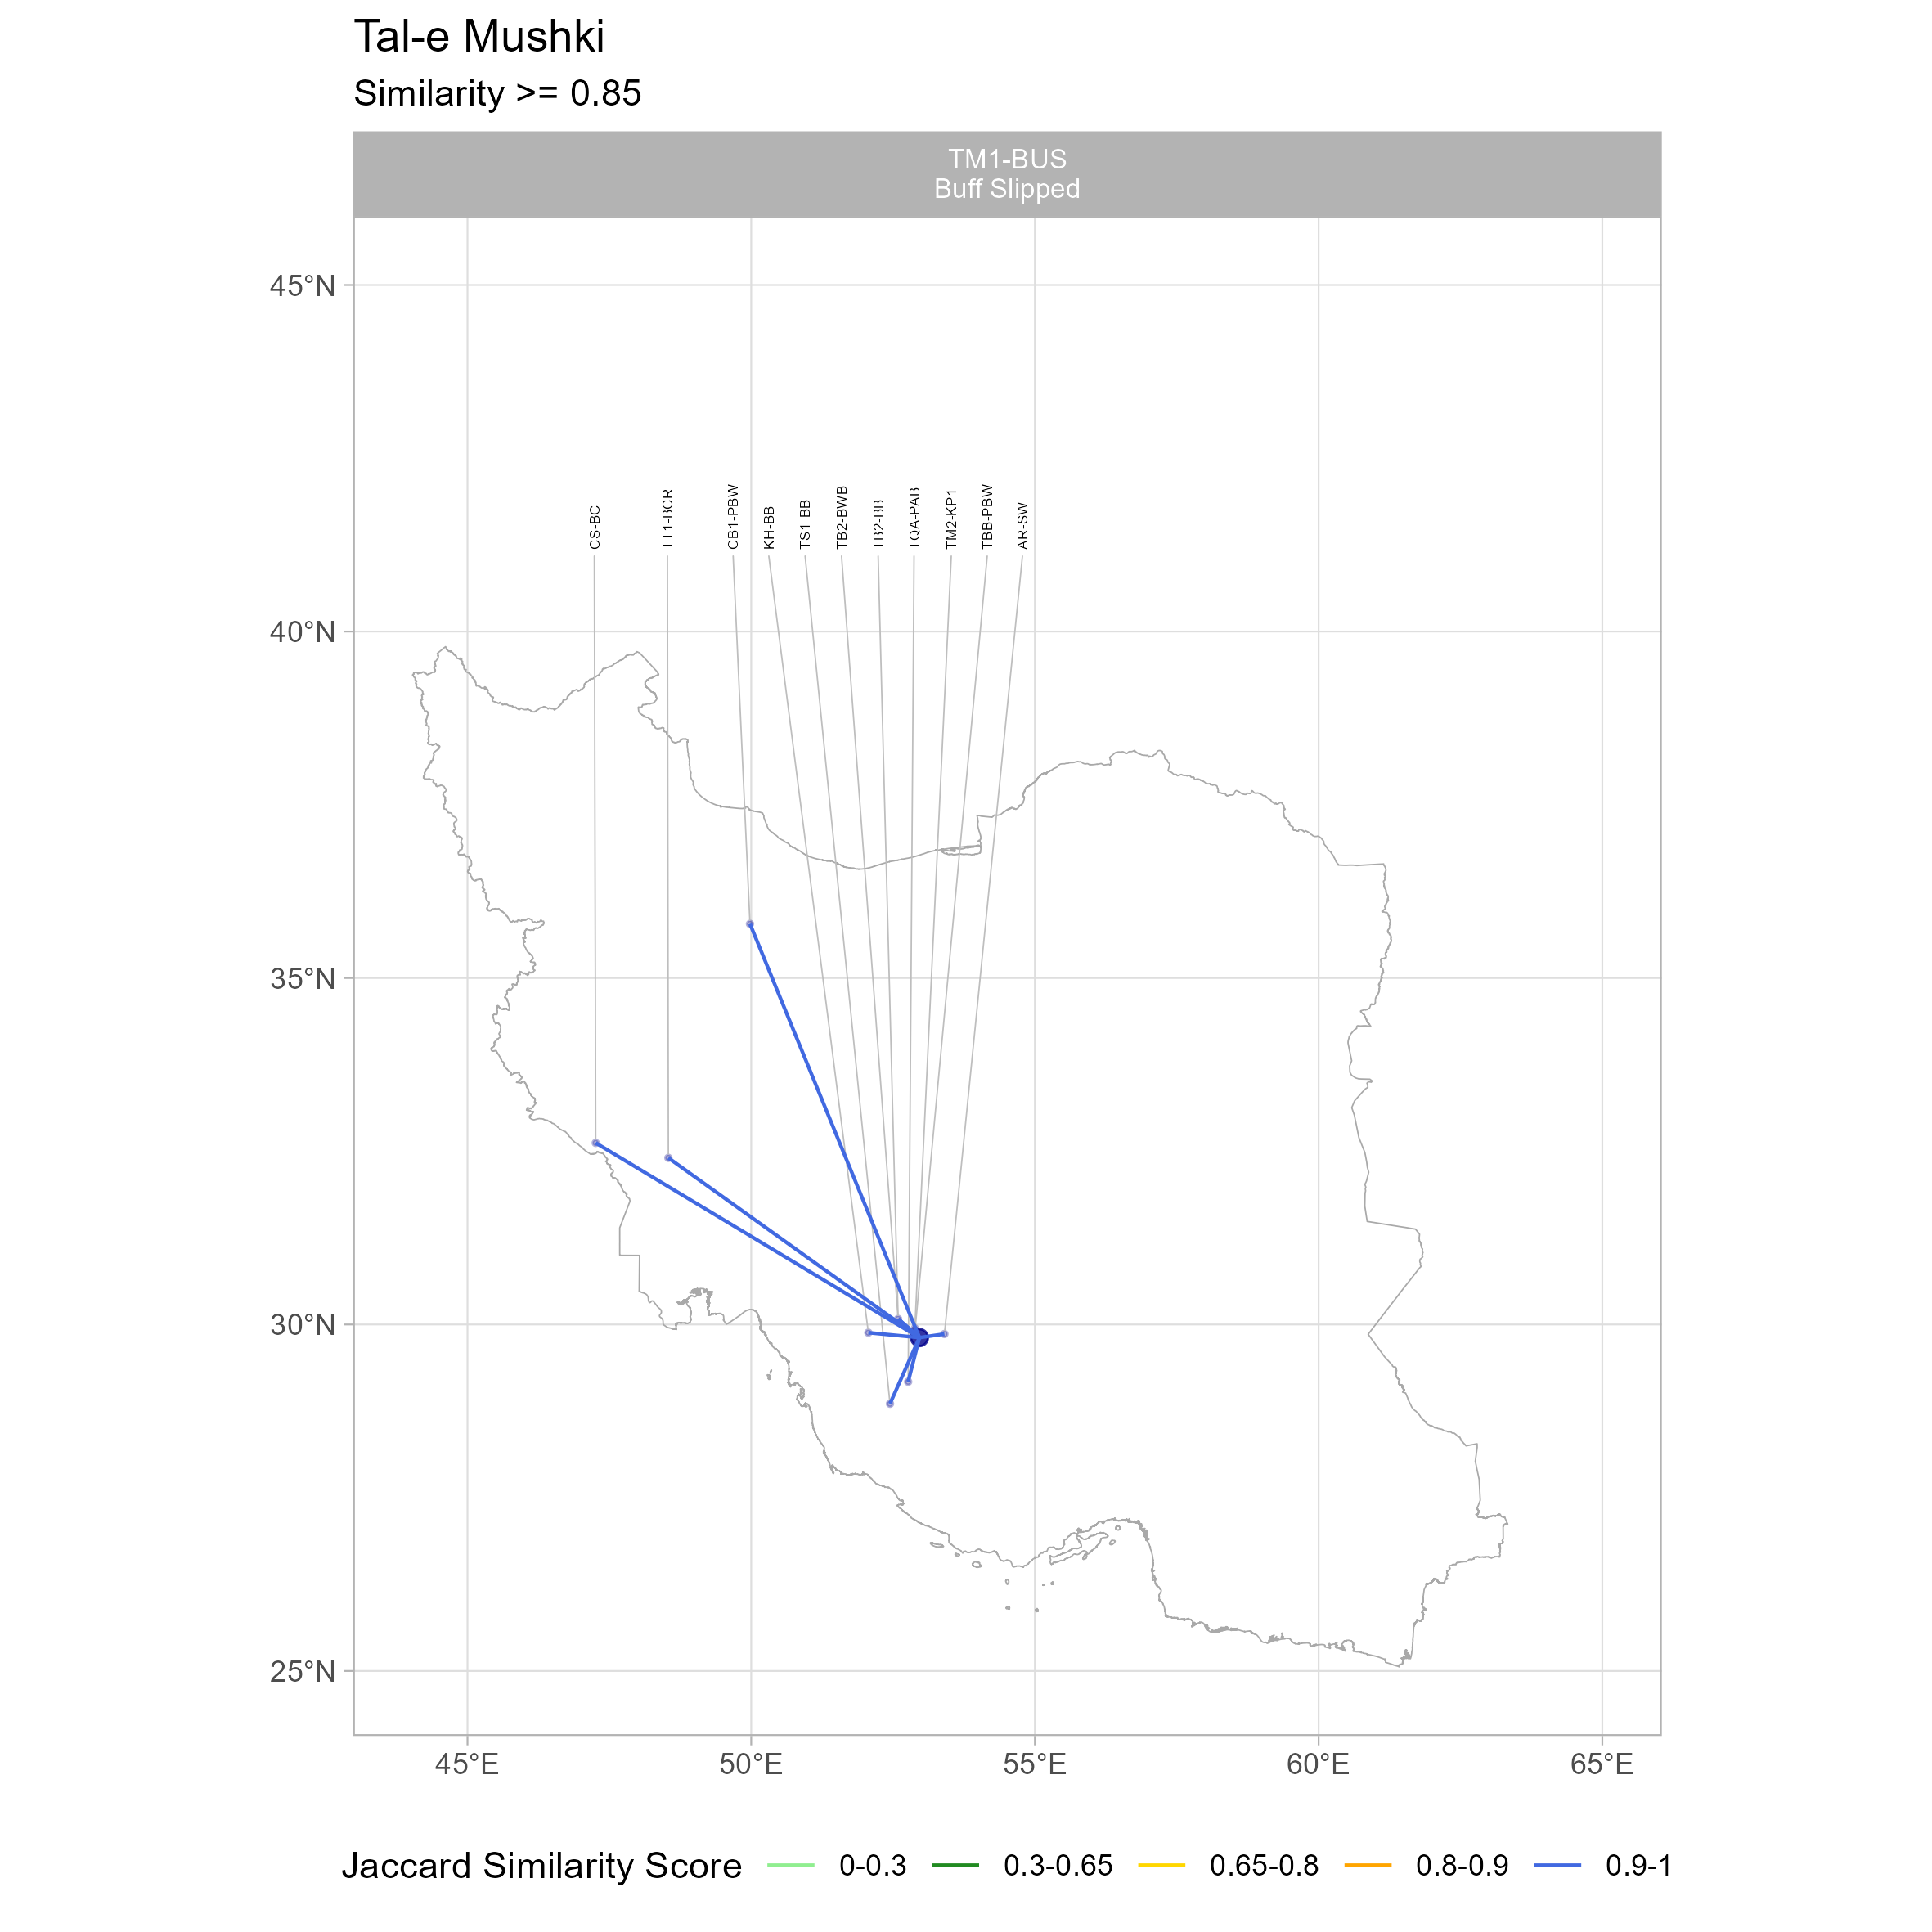 Tal-e Mushki
Similarity >= 0.85
TM1-BUS
Buff Slipped
45°N
40°N
35°N
30°N
25°N
CS-BC
TT1-BCR
CB1-PBW
KH-BB
TS1-BB
TB2-BWB
TB2-BB
TQA-PAB
TM2-KP1
TBB-PBW
AR-SW
45°E
50°E
55°E
60°E
65°E
Jaccard Similarity Score 0-0.3 0.3-0.65 0.65-0.8 0.8-0.9 0.9-1